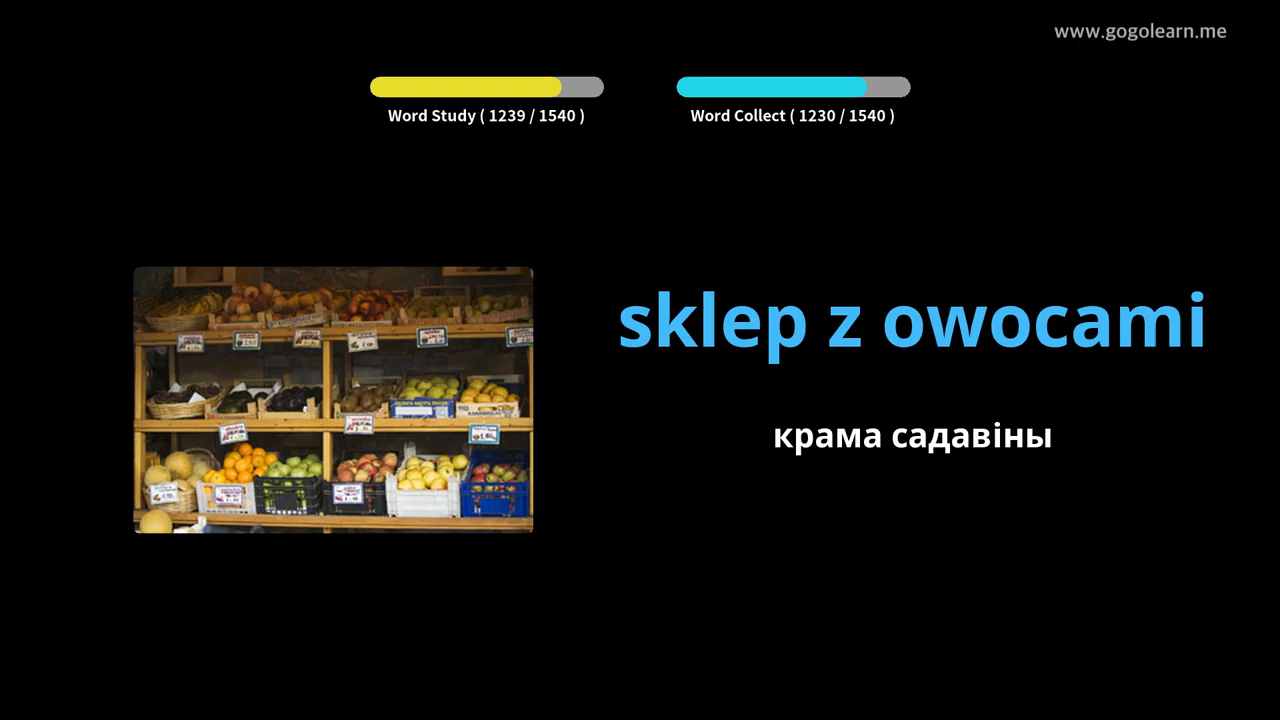 www.gogolearn.me
Word Study ( 1239 / 1540 )
Word Collect ( 1230 / 1540 )
sklep z owocami
крама садавіны